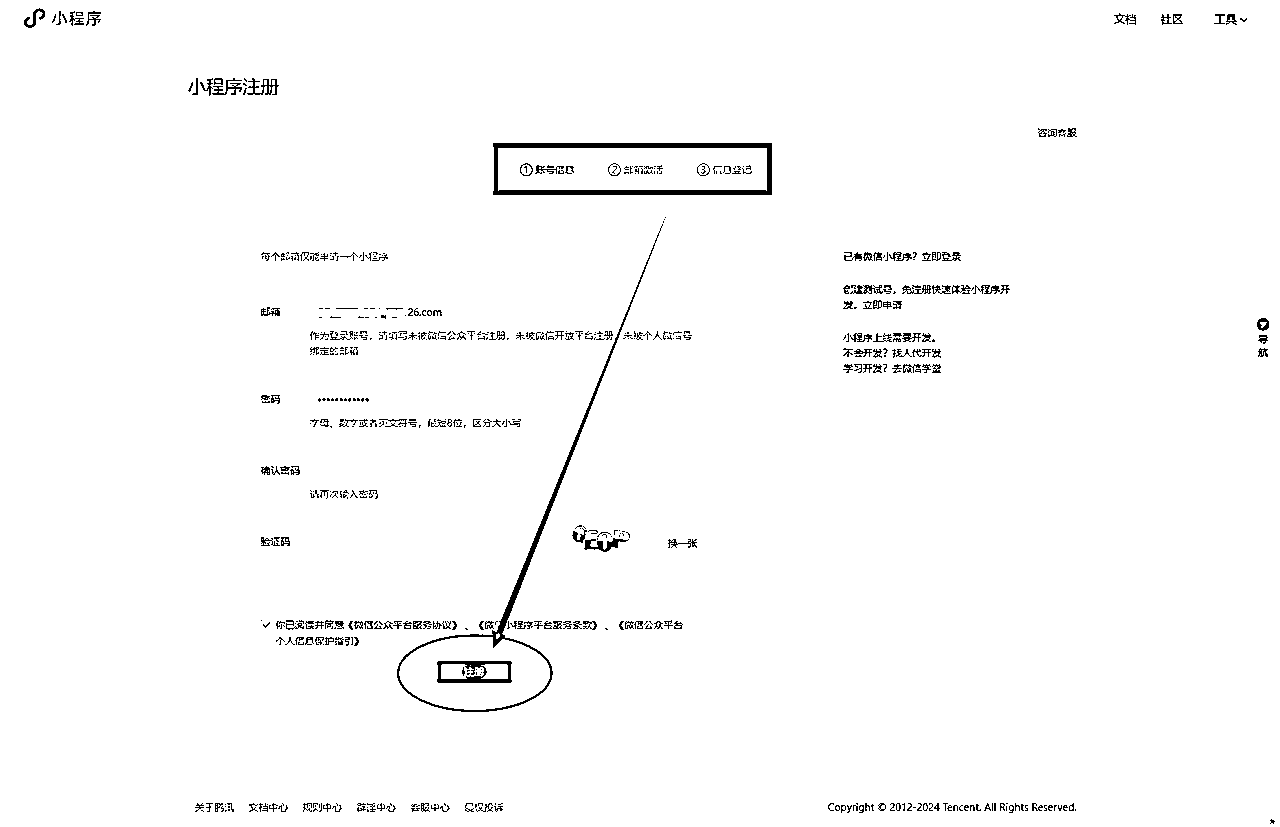 小程序
文档 社区 工具
小程序注册
咨询客服
① 账号信息 ② 邮箱激活 ③ 信息登记
每个邮箱仅能申请一个小程序
邮箱 26.com
作为登录账号，请填写未被微信公众平台注册，未被微信开放平台注册，未被个人微信号
绑定的邮箱
密码 ••••••••••••
字母、数字或者英文符号，最短8位，区分大小写
确认密码
请再次输入密码
验证码 换一张
你已阅读并同意《微信公众平台服务协议》、《微信小程序平台服务条款》、《微信公众平台
个人信息保护指引》
注册
已有微信小程序？立即登录
创建测试号，免注册快速体验小程序开
发。立即申请
小程序上线需要开发。
不会开发？找人代开发
学习开发？去微信学堂
导
航
关于腾讯 文档中心 规则中心 辟谣中心 客服中心 侵权投诉
Copyright © 2012-2024 Tencent. All Rights Reserved.